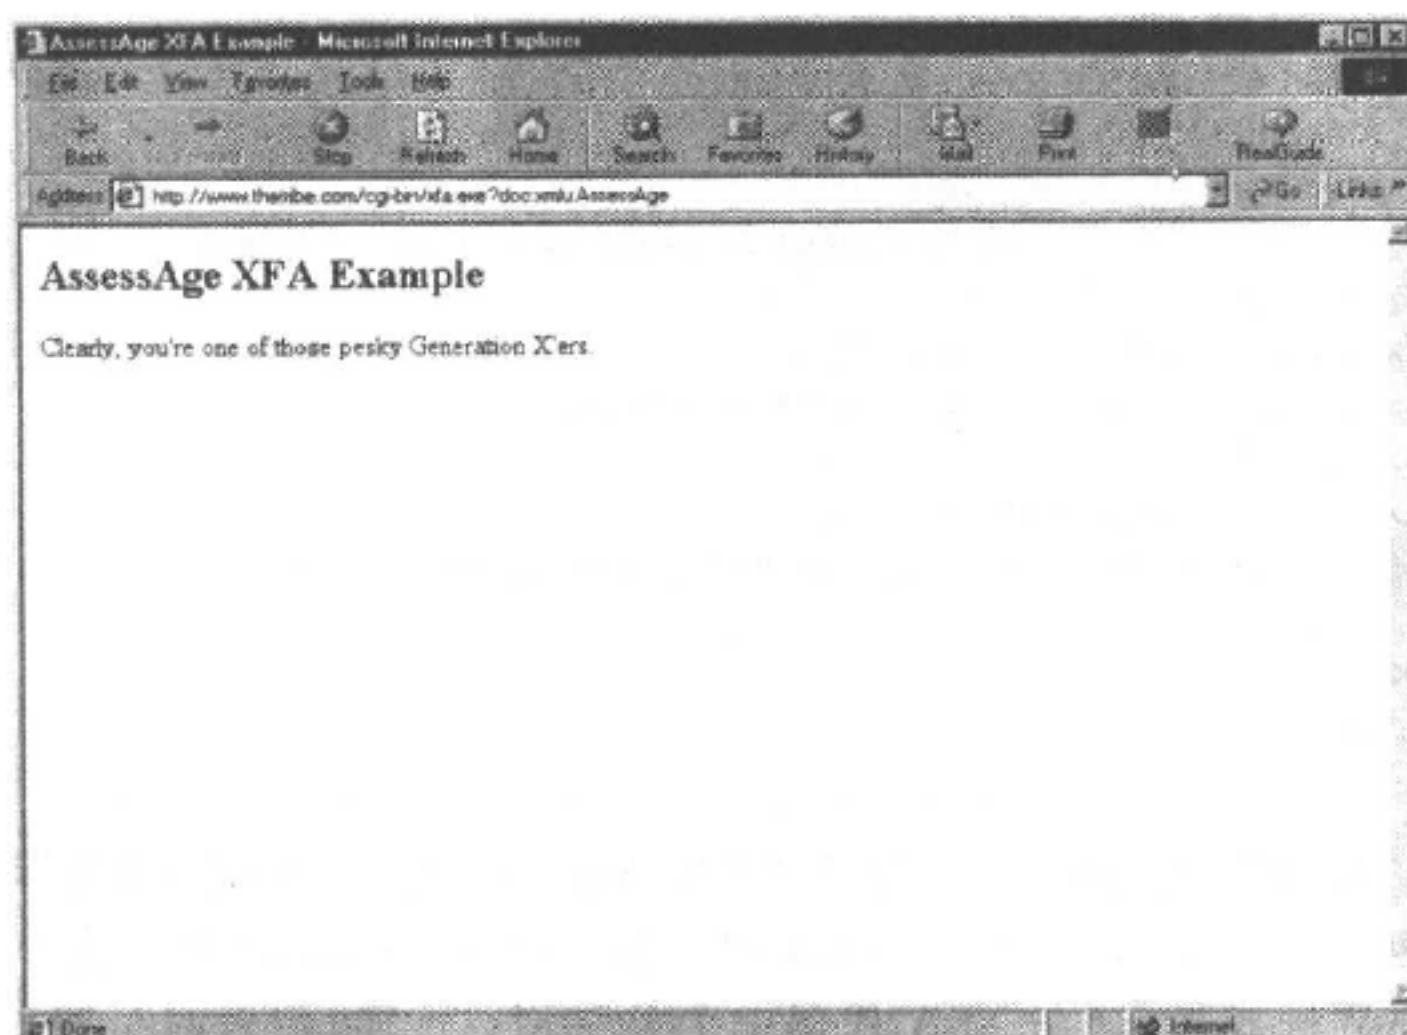 AssessAge XFA Example - Microsoft Internet Explorer
File Edit View Favorites Tools Help
Back Stop Refresh Home Search Favorites History Mail Print RealGuide
Address http://www.thetribe.com/cgi-bin/xfa.exe?doc:xmlu.AssessAge Go Links »
AssessAge XFA Example
Clearly, you're one of those pesky Generation X'ers.
Done Internet